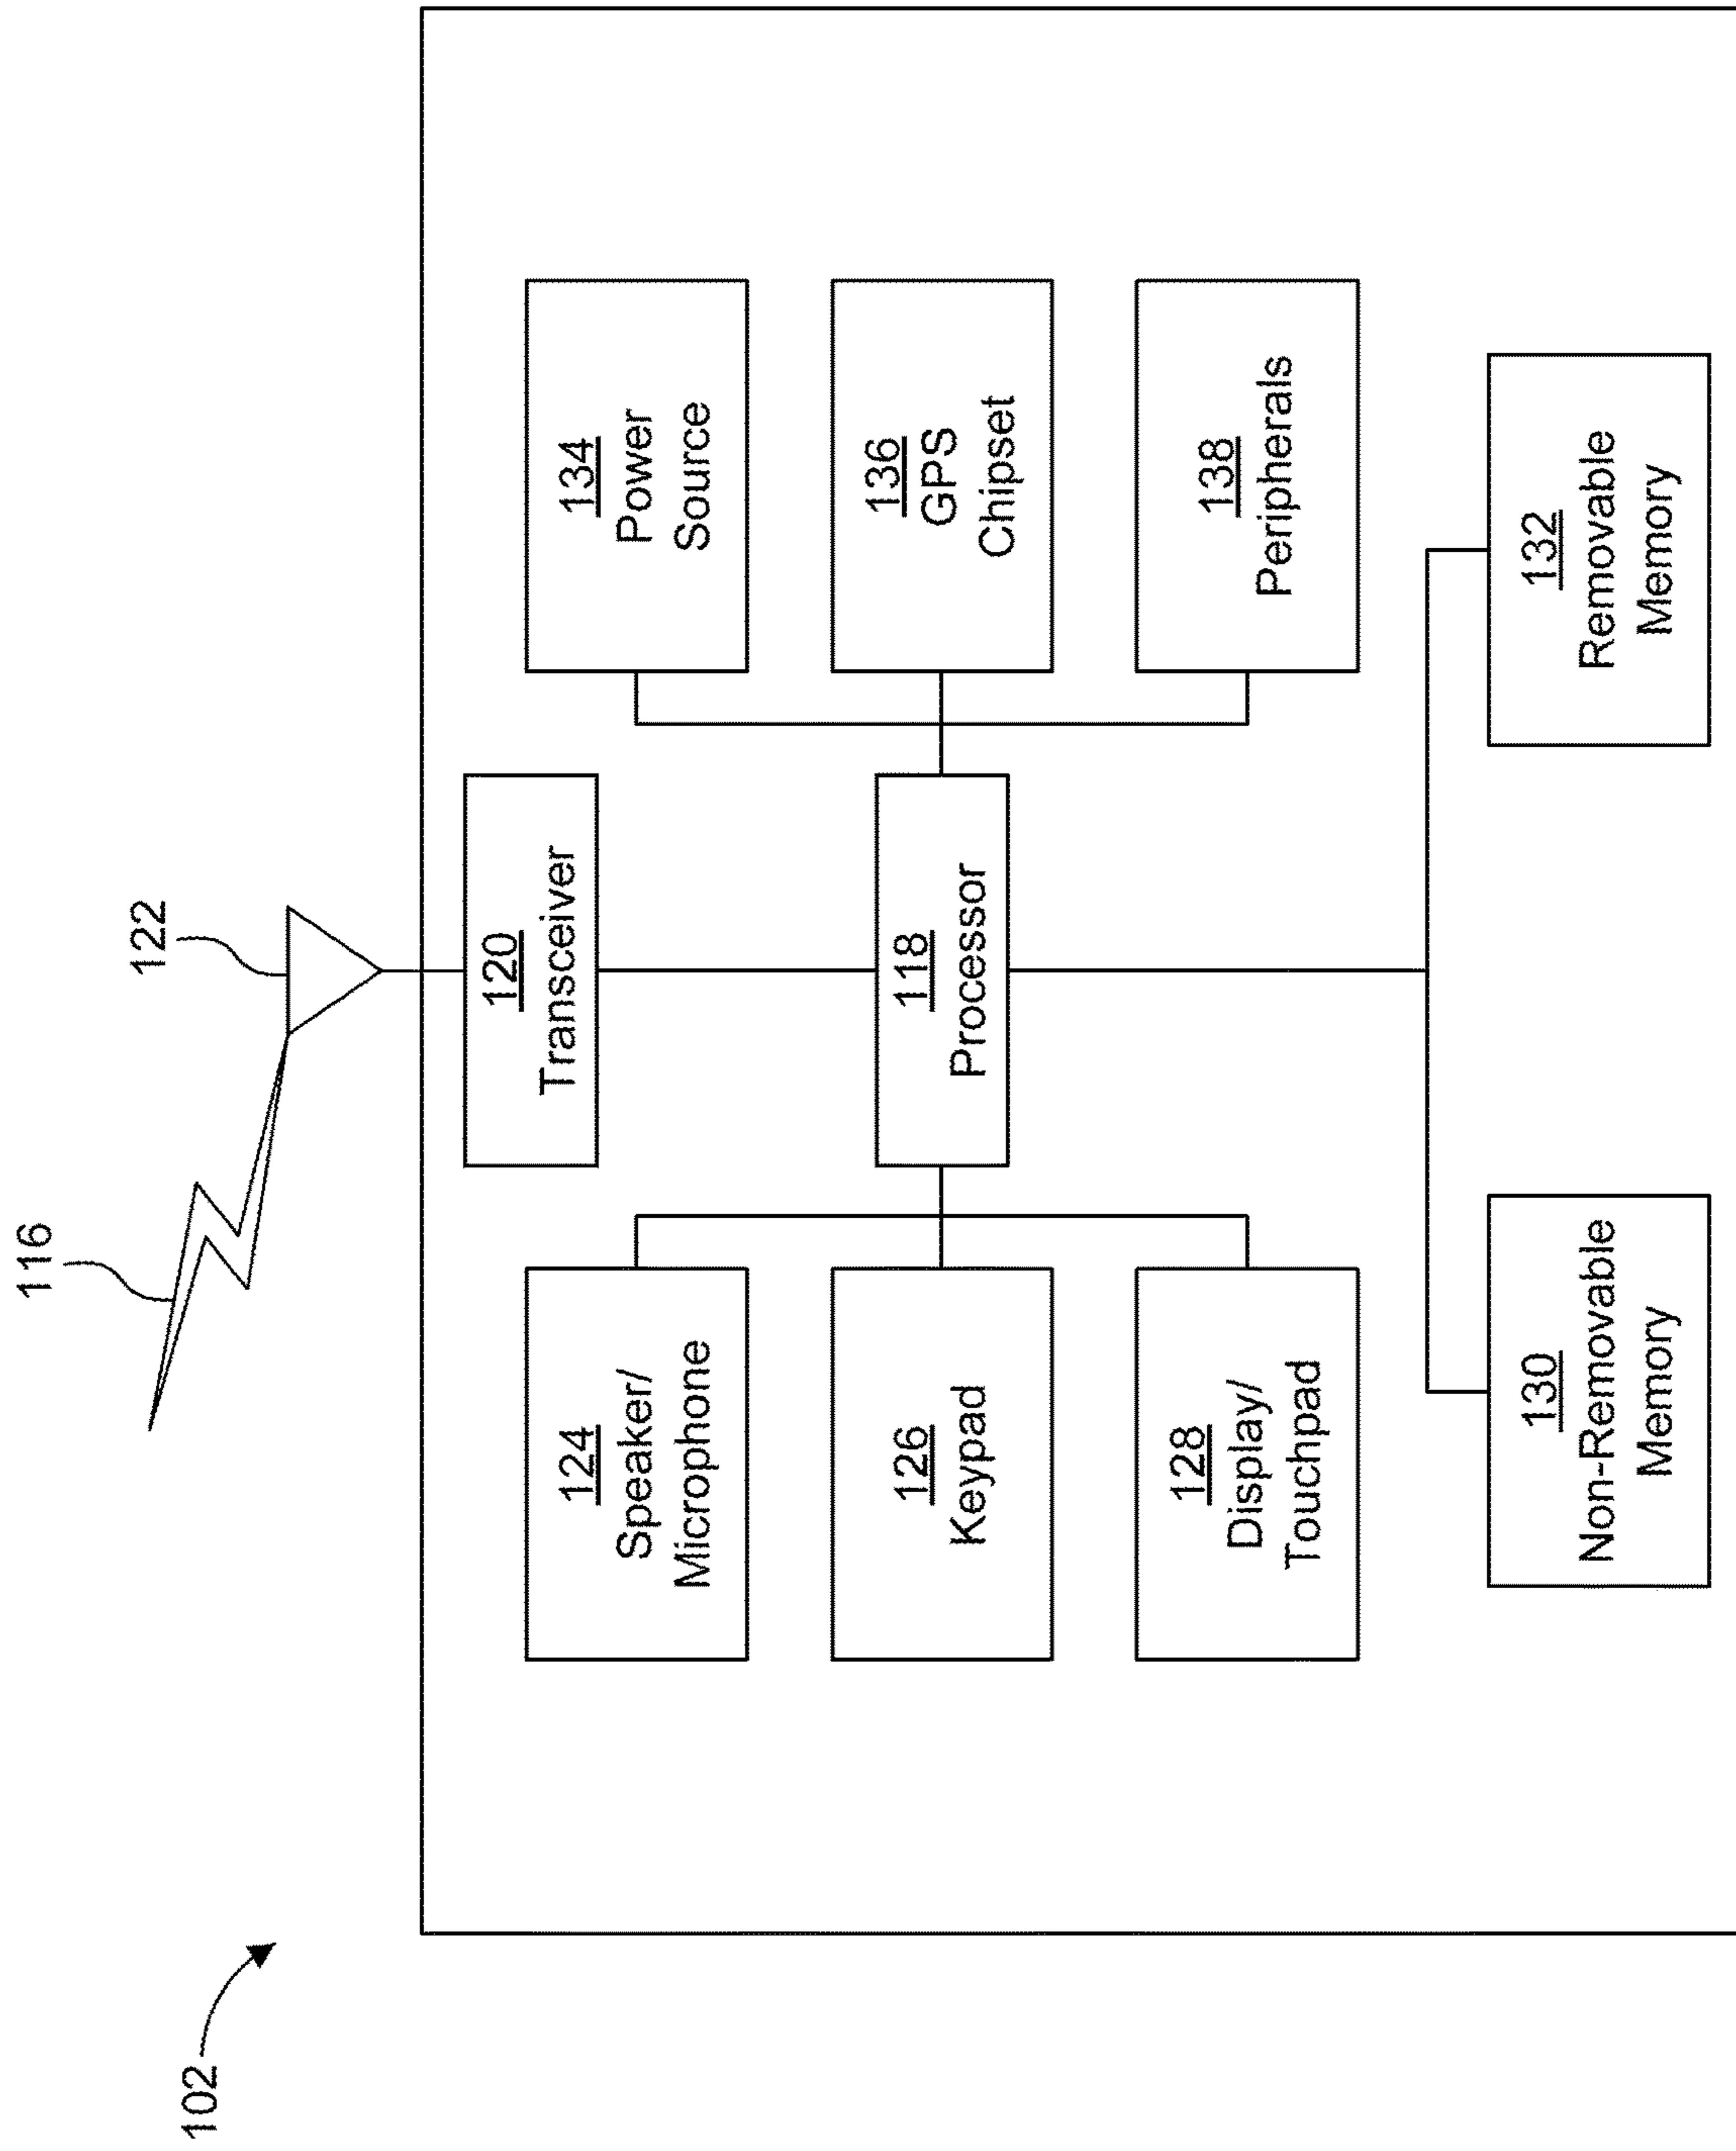 102
116
122
120
Transceiver
124
Speaker/
Microphone
134
Power
Source
118
Processor
126
Keypad
136
GPS
Chipset
128
Display/
Touchpad
138
Peripherals
130
Non-Removable
Memory
132
Removable
Memory